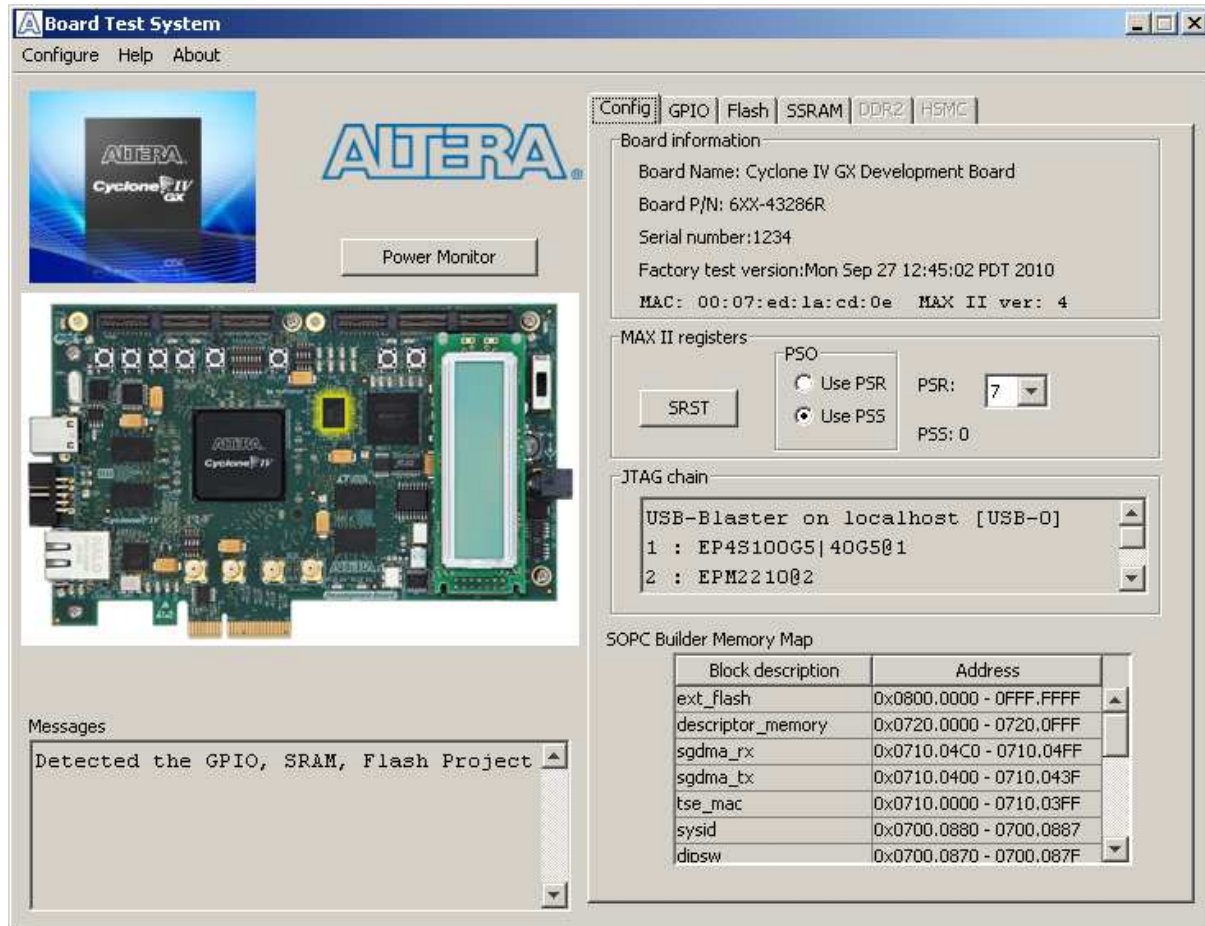 Board Test System
Configure Help About
ALTERA
Cyclone IV
GX
ALTERA®
Power Monitor
ALTERA
Cyclone IV
Messages
Detected the GPIO, SRAM, Flash Project
Config GPIO Flash SSRAM DDR2 HSMC
Board information
Board Name: Cyclone IV GX Development Board
Board P/N: 6XX-43286R
Serial number:1234
Factory test version:Mon Sep 27 12:45:02 PDT 2010
MAC: 00:07:ed:1a:cd:0e MAX II ver: 4
MAX II registers
SRST
PSO
Use PSR
Use PSS
PSR: 7
PSS: 0
JTAG chain
USB-Blaster on localhost [USB-0]
1 : EP4S100G5|40G5@1
2 : EPM2210@2
SOPC Builder Memory Map
Block description Address
ext_flash 0x0800.0000 - 0FFF.FFFF
descriptor_memory 0x0720.0000 - 0720.0FFF
sgdma_rx 0x0710.04C0 - 0710.04FF
sgdma_tx 0x0710.0400 - 0710.043F
tse_mac 0x0710.0000 - 0710.03FF
sysid 0x0700.0880 - 0700.0887
dipsw 0x0700.0870 - 0700.087F